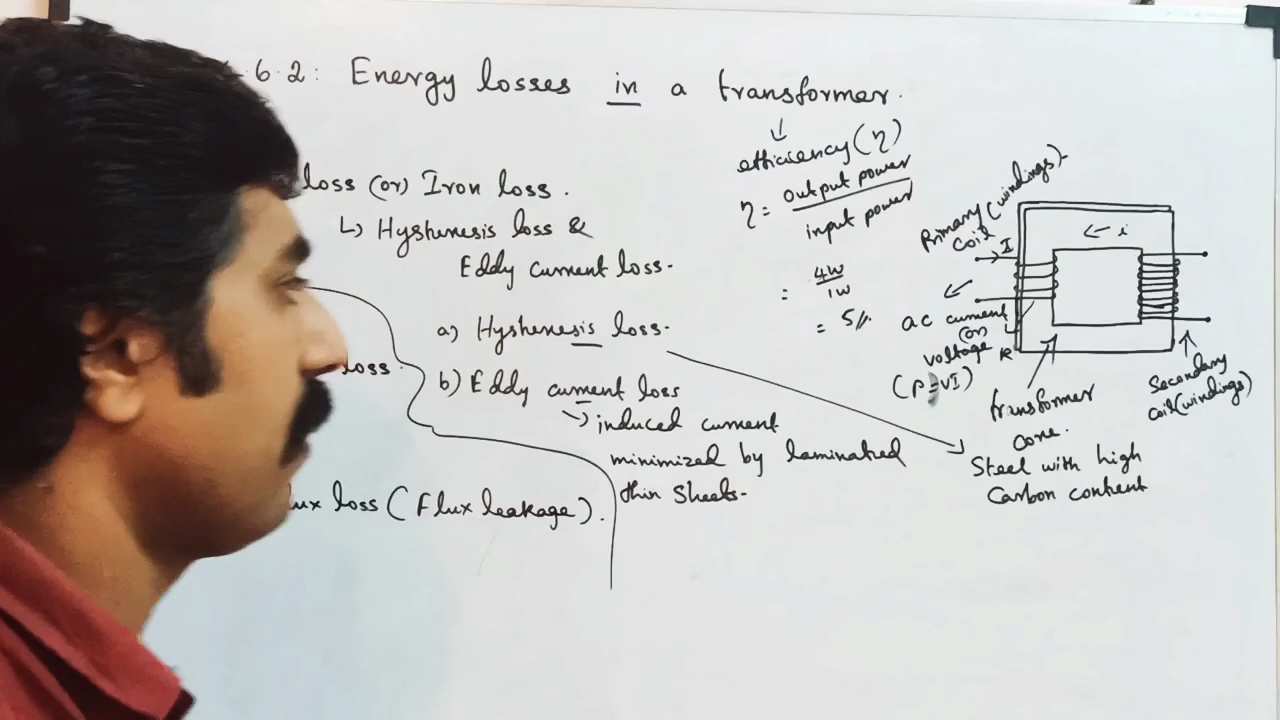 6.2: Energy losses in a transformer.
efficiency (η)
η = output power / input power
= 4W / 1W
= 5//.
loss (or) Iron loss.
↳ Hysteresis loss &
Eddy current loss.
a) Hysteresis loss.
b) Eddy current loss
↪ induced current
minimized by laminated
thin sheets.
loss.
lux loss (Flux leakage).
Primary (windings).
coil
I
← i
ac current
(or)
voltage R
(P=VI)
transformer
core.
Secondary
coil (windings)
Steel with high
Carbon content